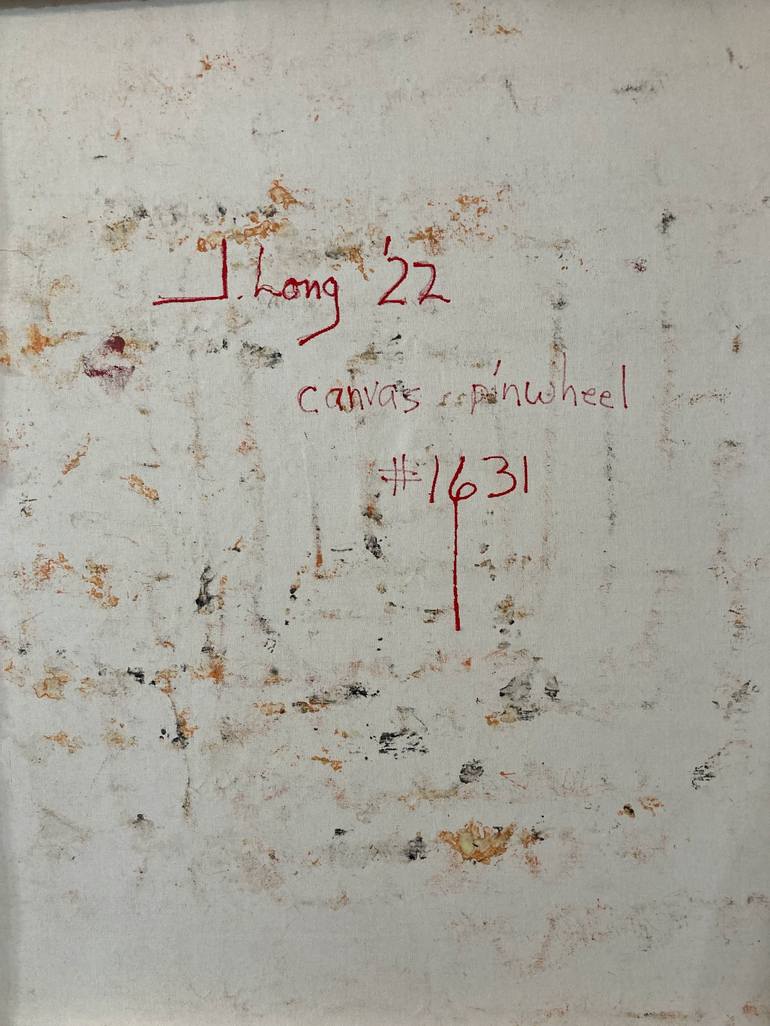 J. Long '22
canvas pinwheel
#1631